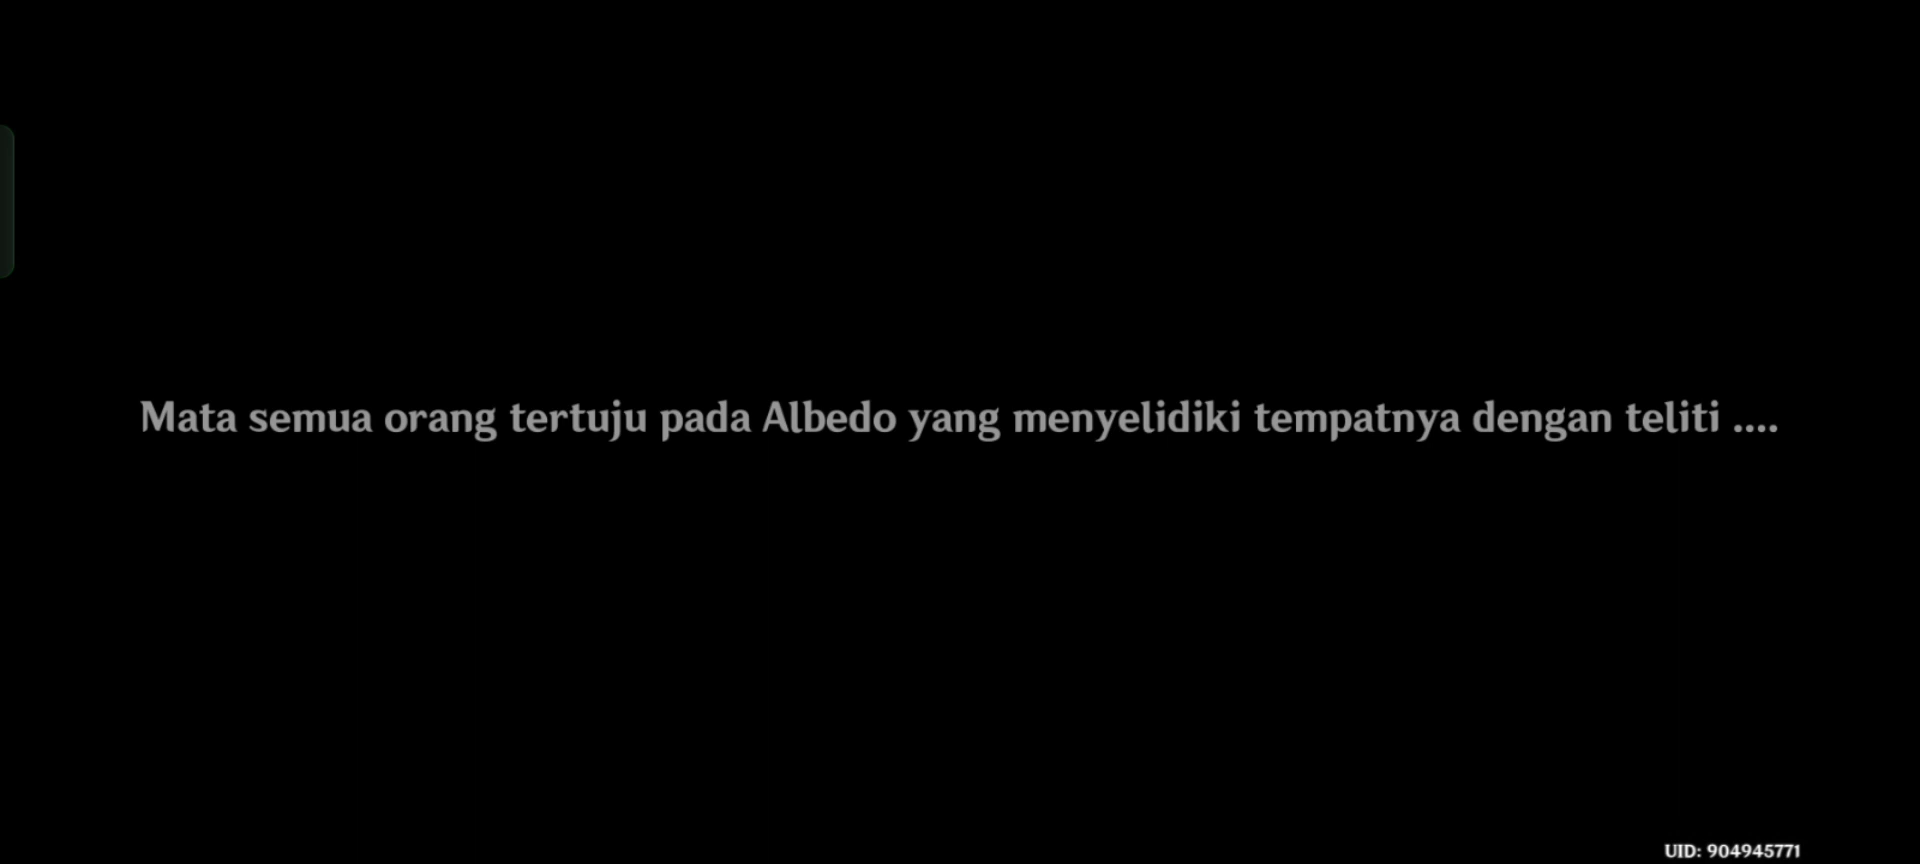 Mata semua orang tertuju pada Albedo yang menyelidiki tempatnya dengan teliti ....
UID: 904945771